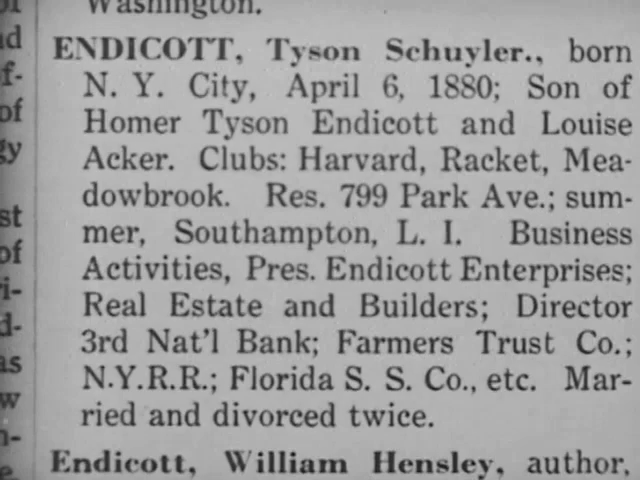 Washington.
ENDICOTT, Tyson Schuyler., born
N. Y. City, April 6, 1880; Son of
Homer Tyson Endicott and Louise
Acker. Clubs: Harvard, Racket, Mea-
dowbrook. Res. 799 Park Ave.; sum-
mer, Southampton, L. I. Business
Activities, Pres. Endicott Enterprises;
Real Estate and Builders; Director
3rd Nat'l Bank; Farmers Trust Co.;
N.Y.R.R.; Florida S. S. Co., etc. Mar-
ried and divorced twice.
Endicott, William Hensley, author,